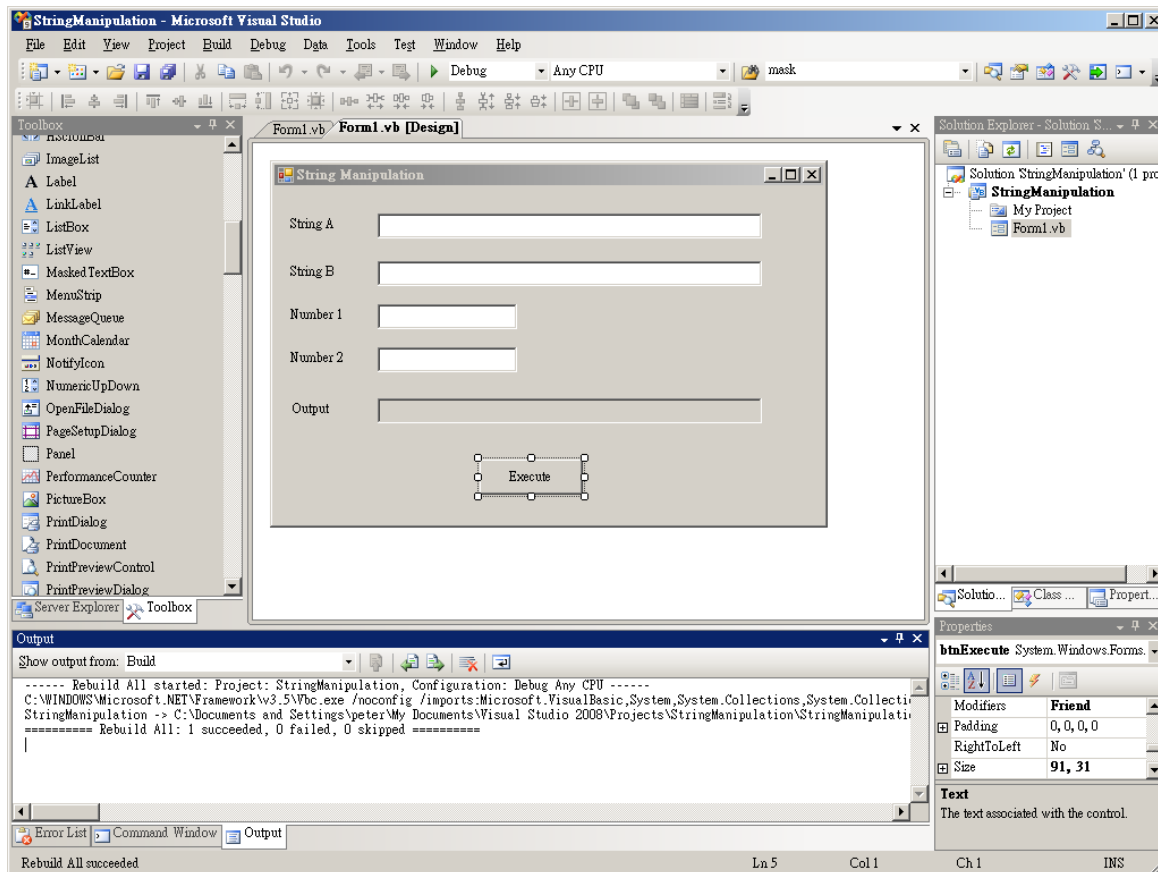 StringManipulation - Microsoft Visual Studio
File Edit View Project Build Debug Data Tools Test Window Help
Debug Any CPU mask
Toolbox
HScrollBar
ImageList
Label
LinkLabel
ListBox
ListView
MaskedTextBox
MenuStrip
MessageQueue
MonthCalendar
NotifyIcon
NumericUpDown
OpenFileDialog
PageSetupDialog
Panel
PerformanceCounter
PictureBox
PrintDialog
PrintDocument
PrintPreviewControl
PrintPreviewDialog
Server Explorer Toolbox
Form1.vb Form1.vb [Design]
String Manipulation
String A
String B
Number 1
Number 2
Output
Execute
Solution Explorer - Solution 'S...
Solution 'StringManipulation' (1 pro
StringManipulation
My Project
Form1.vb
Solutio... Class ... Propert...
Output
Show output from: Build
------ Rebuild All started: Project: StringManipulation, Configuration: Debug Any CPU ------
C:\WINDOWS\Microsoft.NET\Framework\v3.5\Vbc.exe /noconfig /imports:Microsoft.VisualBasic,System,System.Collections,System.Collecti
StringManipulation -> C:\Documents and Settings\peter\My Documents\Visual Studio 2008\Projects\StringManipulation\StringManipulati
========== Rebuild All: 1 succeeded, 0 failed, 0 skipped ==========
Error List Command Window Output
Properties
btnExecute System.Windows.Forms.
Modifiers Friend
Padding 0, 0, 0, 0
RightToLeft No
Size 91, 31
Text
The text associated with the control.
Rebuild All succeeded Ln 5 Col 1 Ch 1 INS